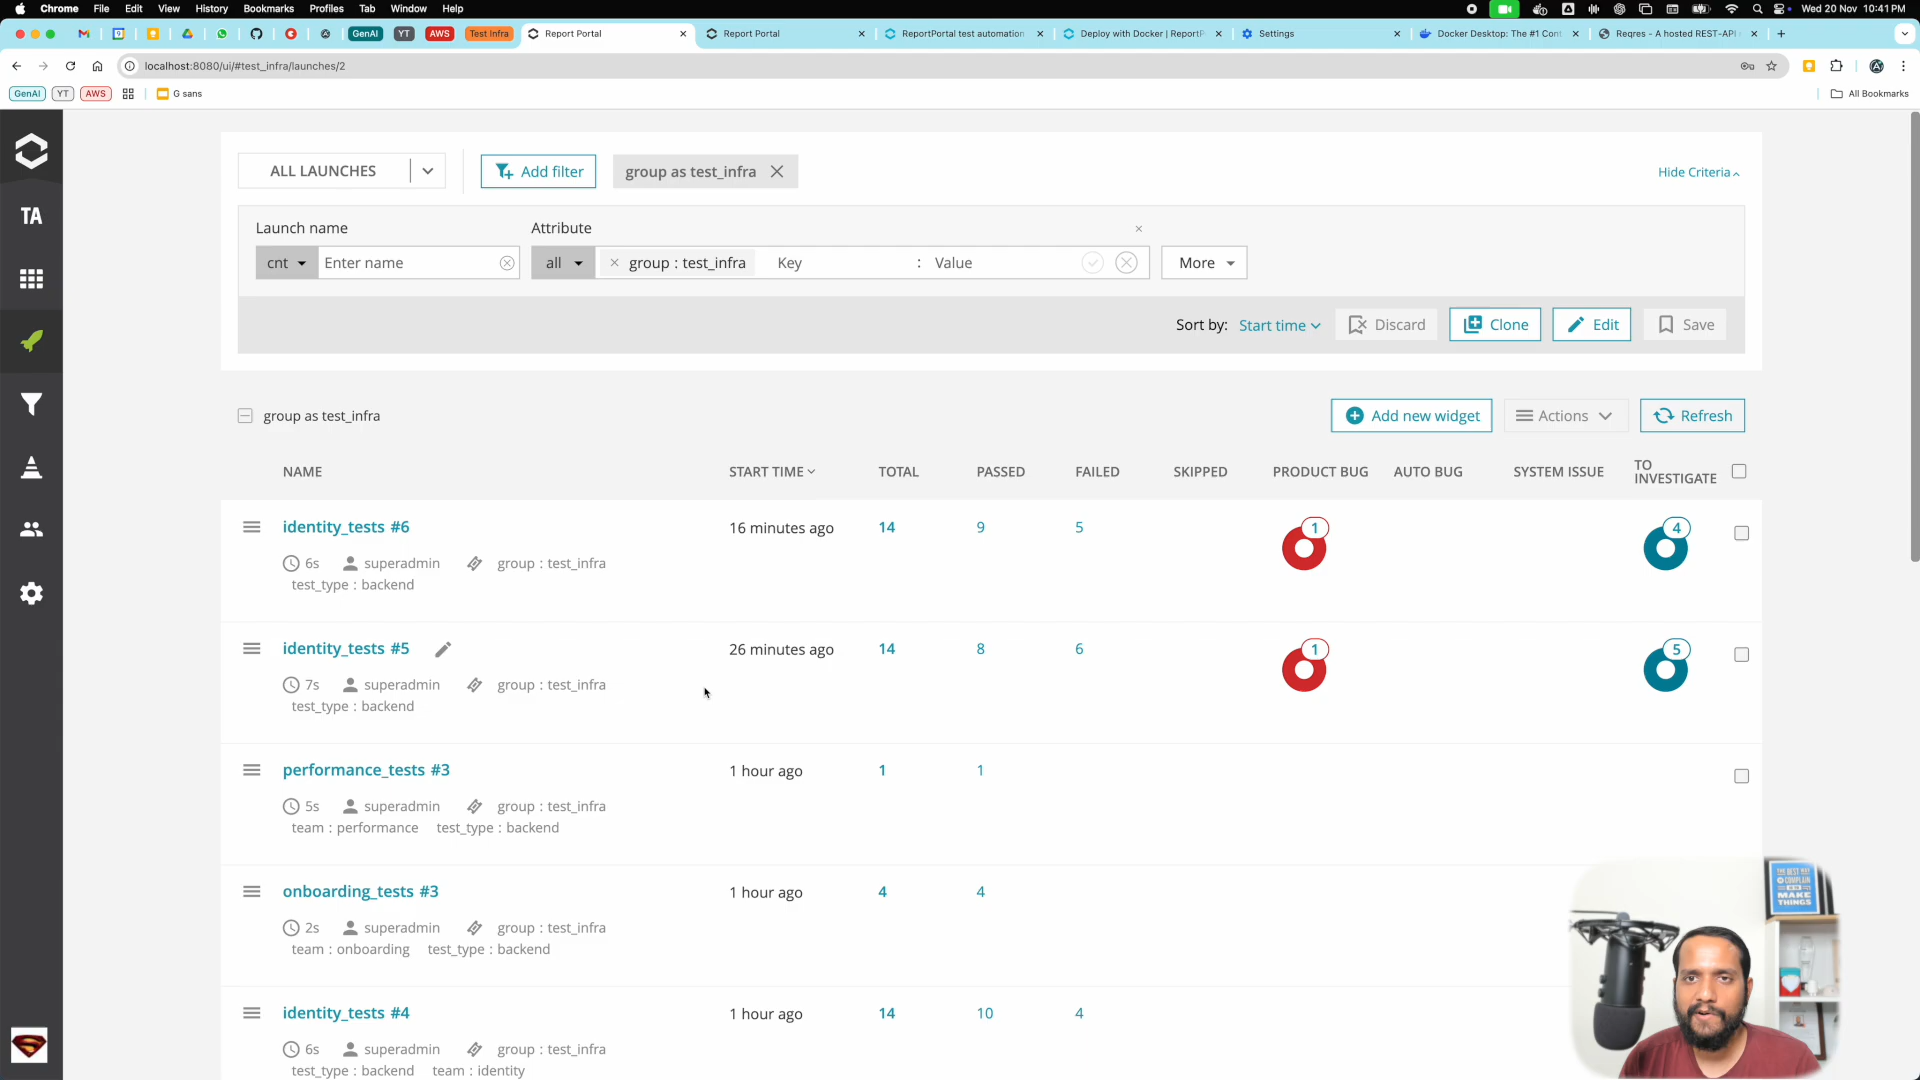 Chrome File Edit View History Bookmarks Profiles Tab Window Help Wed 20 Nov 10:41 PM
GenAI YT AWS Test Infra Report Portal Report Portal ReportPortal test automation Deploy with Docker | ReportP Settings Docker Desktop: The #1 Cont Reqres - A hosted REST-API
localhost:8080/ui/#test_infra/launches/2
GenAI YT AWS G sans All Bookmarks
ALL LAUNCHES Add filter group as test_infra Hide Criteria
TA
Launch name Attribute
cnt Enter name all group : test_infra Key : Value More
Sort by: Start time Discard Clone Edit Save
group as test_infra Add new widget Actions Refresh
NAME START TIME TOTAL PASSED FAILED SKIPPED PRODUCT BUG AUTO BUG SYSTEM ISSUE TO INVESTIGATE
identity_tests #6 16 minutes ago 14 9 5 1 4
6s superadmin group : test_infra
test_type : backend
identity_tests #5 26 minutes ago 14 8 6 1 5
7s superadmin group : test_infra
test_type : backend
performance_tests #3 1 hour ago 1 1
5s superadmin group : test_infra
team : performance test_type : backend
onboarding_tests #3 1 hour ago 4 4
2s superadmin group : test_infra
team : onboarding test_type : backend
identity_tests #4 1 hour ago 14 10 4
6s superadmin group : test_infra
test_type : backend team : identity
COMPLAIN
MAKE
THINGS